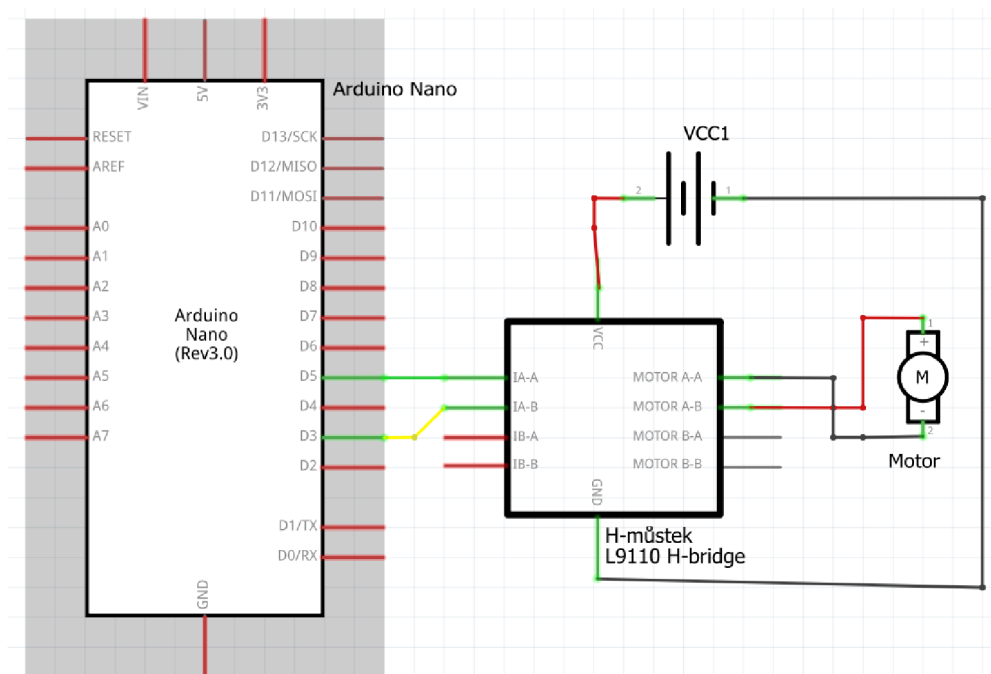 VIN
5V
3V3
Arduino Nano
RESET
AREF
A0
A1
A2
A3
A4
A5
A6
A7
D13/SCK
D12/MISO
D11/MOSI
D10
D9
D8
D7
D6
D5
D4
D3
D2
D1/TX
D0/RX
Arduino
Nano
(Rev3.0)
GND
VCC1
2
1
VCC
IA-A
IA-B
IB-A
IB-B
MOTOR A-A
MOTOR A-B
MOTOR B-A
MOTOR B-B
GND
H-můstek
L9110 H-bridge
1
+
M
-
2
Motor